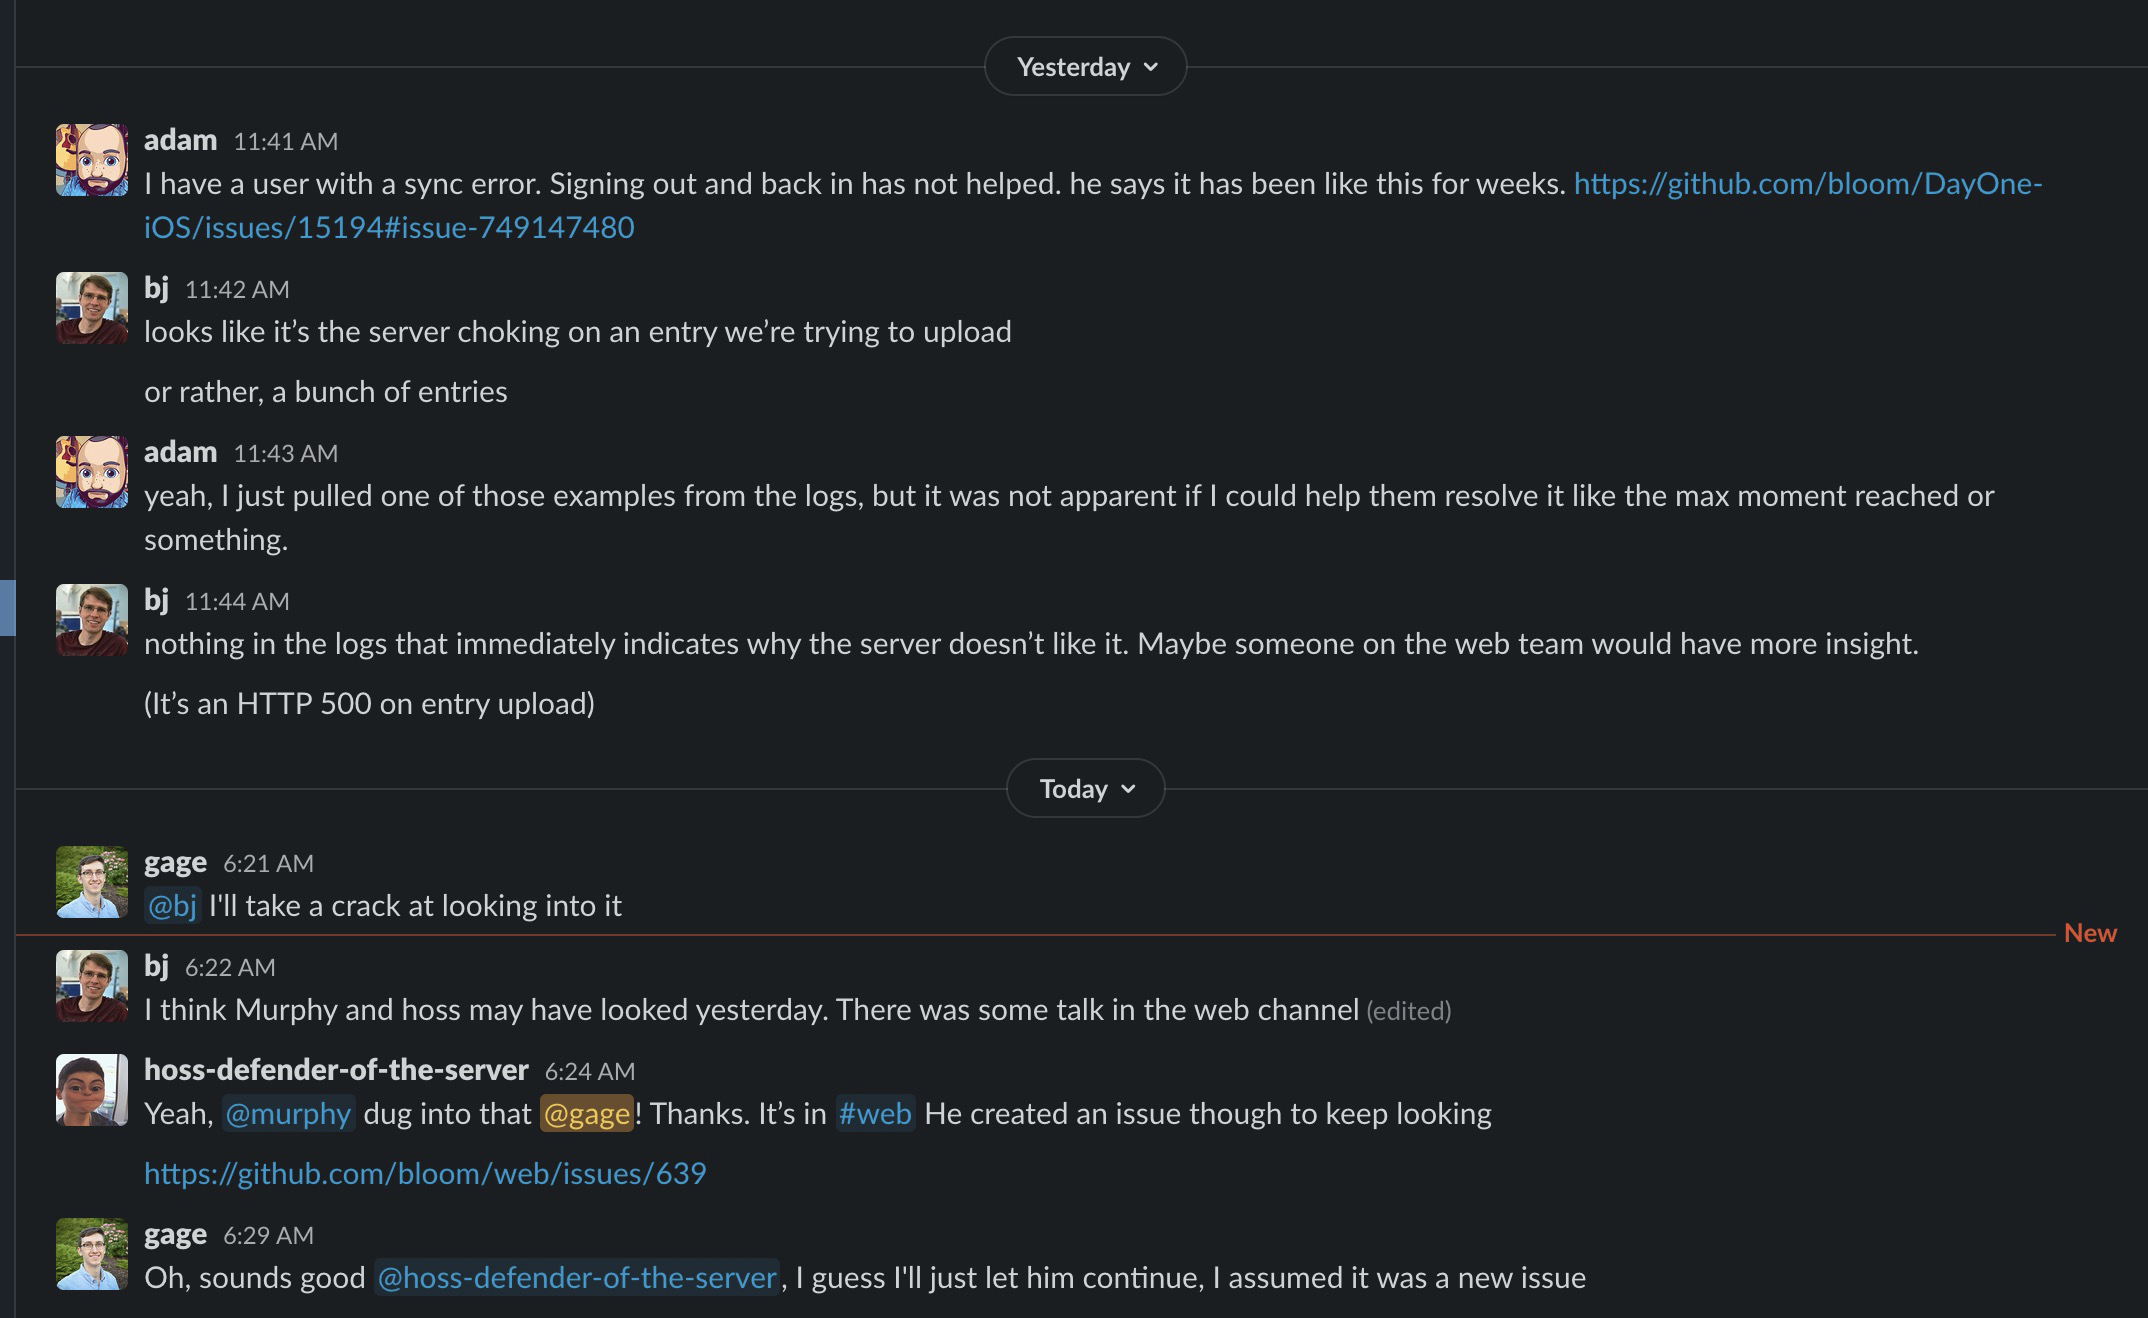 Yesterday
adam 11:41 AM
I have a user with a sync error. Signing out and back in has not helped. he says it has been like this for weeks. https://github.com/bloom/DayOne-
iOS/issues/15194#issue-749147480
bj 11:42 AM
looks like it’s the server choking on an entry we’re trying to upload
or rather, a bunch of entries
adam 11:43 AM
yeah, I just pulled one of those examples from the logs, but it was not apparent if I could help them resolve it like the max moment reached or
something.
bj 11:44 AM
nothing in the logs that immediately indicates why the server doesn’t like it. Maybe someone on the web team would have more insight.
(It’s an HTTP 500 on entry upload)
Today
gage 6:21 AM
@bj I'll take a crack at looking into it
New
bj 6:22 AM
I think Murphy and hoss may have looked yesterday. There was some talk in the web channel (edited)
hoss-defender-of-the-server 6:24 AM
Yeah, @murphy dug into that @gage! Thanks. It’s in #web He created an issue though to keep looking
https://github.com/bloom/web/issues/639
gage 6:29 AM
Oh, sounds good @hoss-defender-of-the-server, I guess I'll just let him continue, I assumed it was a new issue